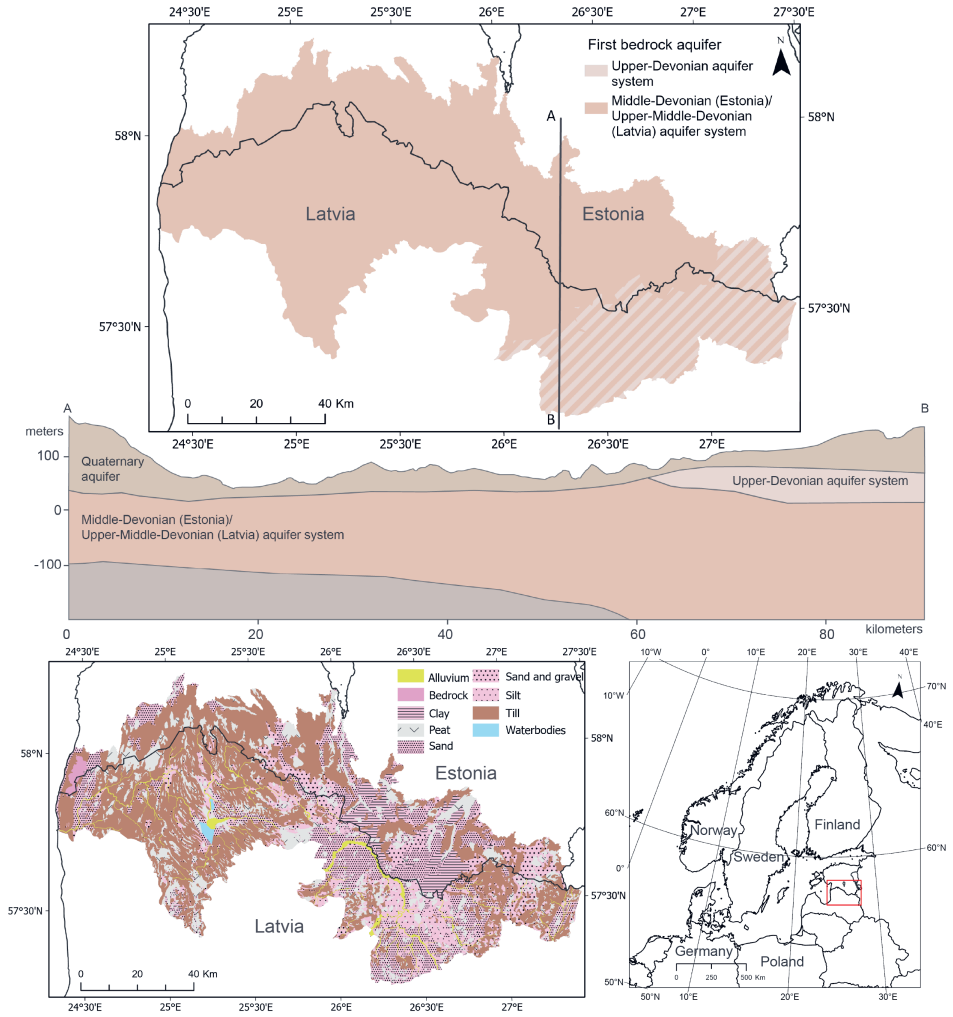 24°30'E 25°E 25°30'E 26°E 26°30'E 27°E 27°30'E
N
First bedrock aquifer
Upper-Devonian aquifer
system
Middle-Devonian (Estonia)/
Upper-Middle-Devonian
(Latvia) aquifer system
A
58°N
58°N
Latvia
Estonia
57°30'N
57°30'N
0 20 40 Km
B
24°30'E 25°E 25°30'E 26°E 26°30'E 27°E
A
B
meters
100
0
-100
Quaternary
aquifer
Upper-Devonian aquifer system
Middle-Devonian (Estonia)/
Upper-Middle-Devonian (Latvia) aquifer system
0 20 40 60 80 kilometers
24°30'E 25°E 25°30'E 26°E 26°30'E 27°E 27°30'E
Alluvium
Bedrock
Clay
Peat
Sand
Sand and gravel
Silt
Till
Waterbodies
58°N
58°N
Estonia
Latvia
57°30'N
57°30'N
0 20 40 Km
24°30'E 25°E 25°30'E 26°E 26°30'E 27°E
10°W 0° 10°E 20°E 30°E 40°E
N
10°W
70°N
40°E
60°N
60°N
0°
Norway
Finland
Sweden
Germany
Poland
0 250 500 Km
50°N
50°N 10°E 20°E 30°E